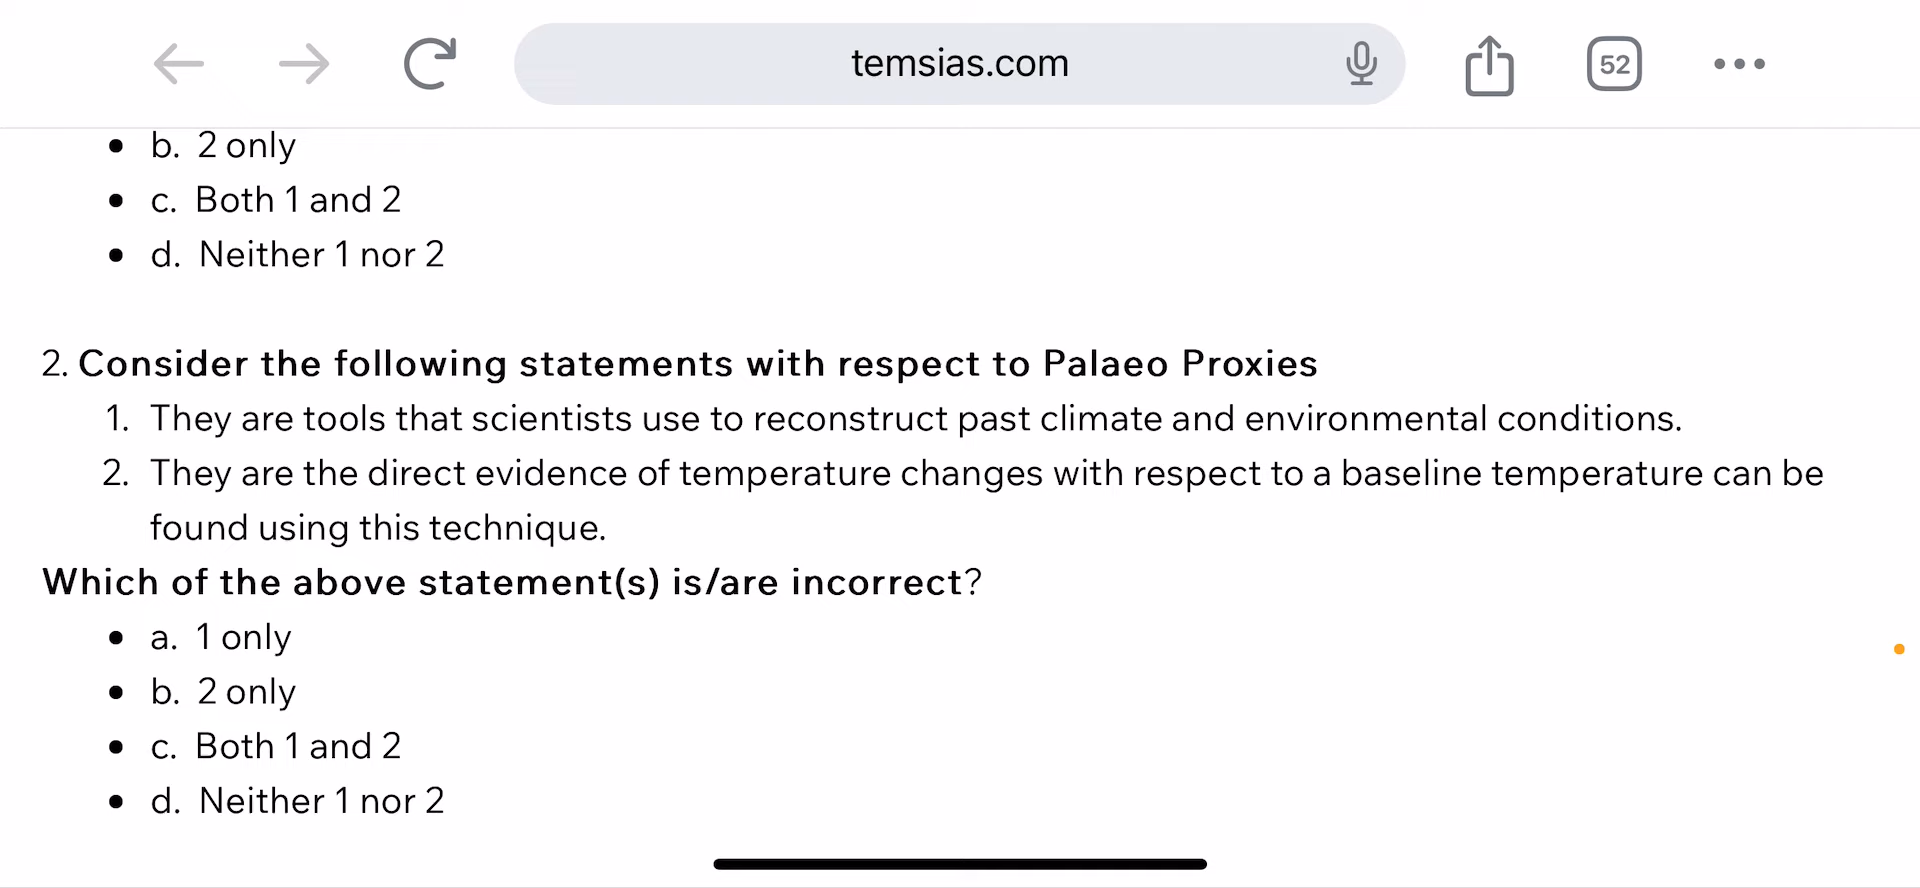 temsias.com
52
• b. 2 only
• c. Both 1 and 2
• d. Neither 1 nor 2
2. Consider the following statements with respect to Palaeo Proxies
1. They are tools that scientists use to reconstruct past climate and environmental conditions.
2. They are the direct evidence of temperature changes with respect to a baseline temperature can be
found using this technique.
Which of the above statement(s) is/are incorrect?
• a. 1 only
• b. 2 only
• c. Both 1 and 2
• d. Neither 1 nor 2